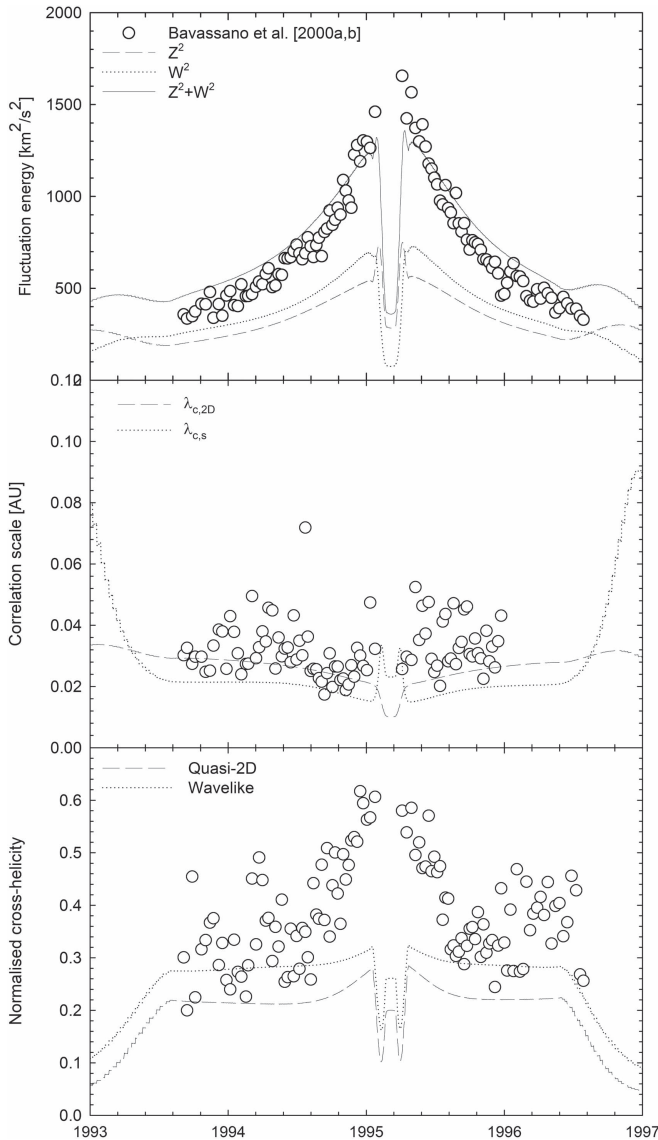 2000
Bavassano et al. [2000a,b]
Z²
W²
Z²+W²
1500
1000
500
Fluctuation energy [km²/s²]
0.12
λc,2D
λc,s
0.10
0.08
0.06
0.04
0.02
0.00
Correlation scale [AU]
Quasi-2D
Wavelike
0.6
0.5
0.4
0.3
0.2
0.1
0.0
Normalised cross-helicity
1993
1994
1995
1996
1997